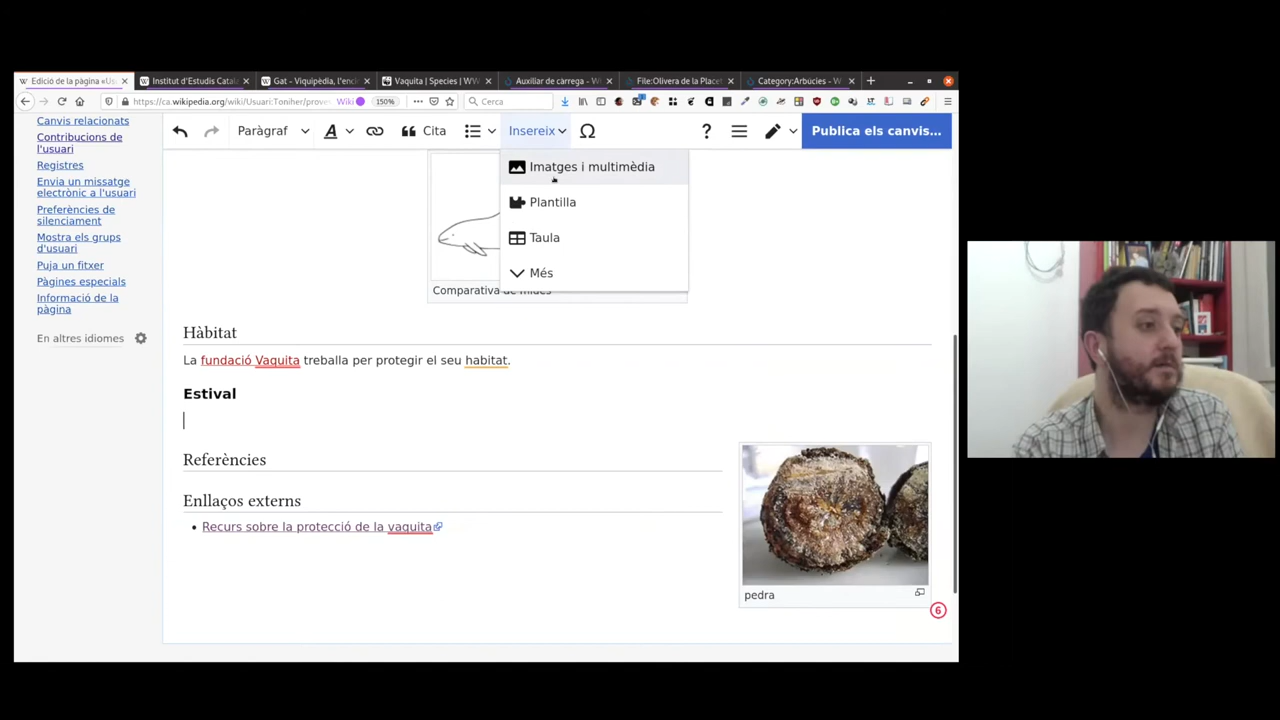 Edició de la pàgina «Us
Institut d'Estudis Catal
Gat - Viquipèdia, l'enci
Vaquita | Species | WW
Auxiliar de carrega - W
File:Olivera de la Placet
Category:Arbúcies - W
https://ca.wikipedia.org/wiki/Usuari:Toniher/prove
Wiki
150%
Cerca
Canvis relacionats
Contribucions de
l'usuari
Registres
Envia un missatge
electrònic a l'usuari
Preferències de
silenciament
Mostra els grups
d'usuari
Puja un fitxer
Pàgines especials
Informació de la
pàgina
En altres idiomes
Paràgraf
A
Cita
Insereix
Ω
?
Publica els canvis...
Imatges i multimèdia
Plantilla
Taula
Més
Comparativa de mides
Hàbitat
La fundació Vaquita treballa per protegir el seu habitat.
Estival
Referències
Enllaços externs
• Recurs sobre la protecció de la vaquita
pedra
6